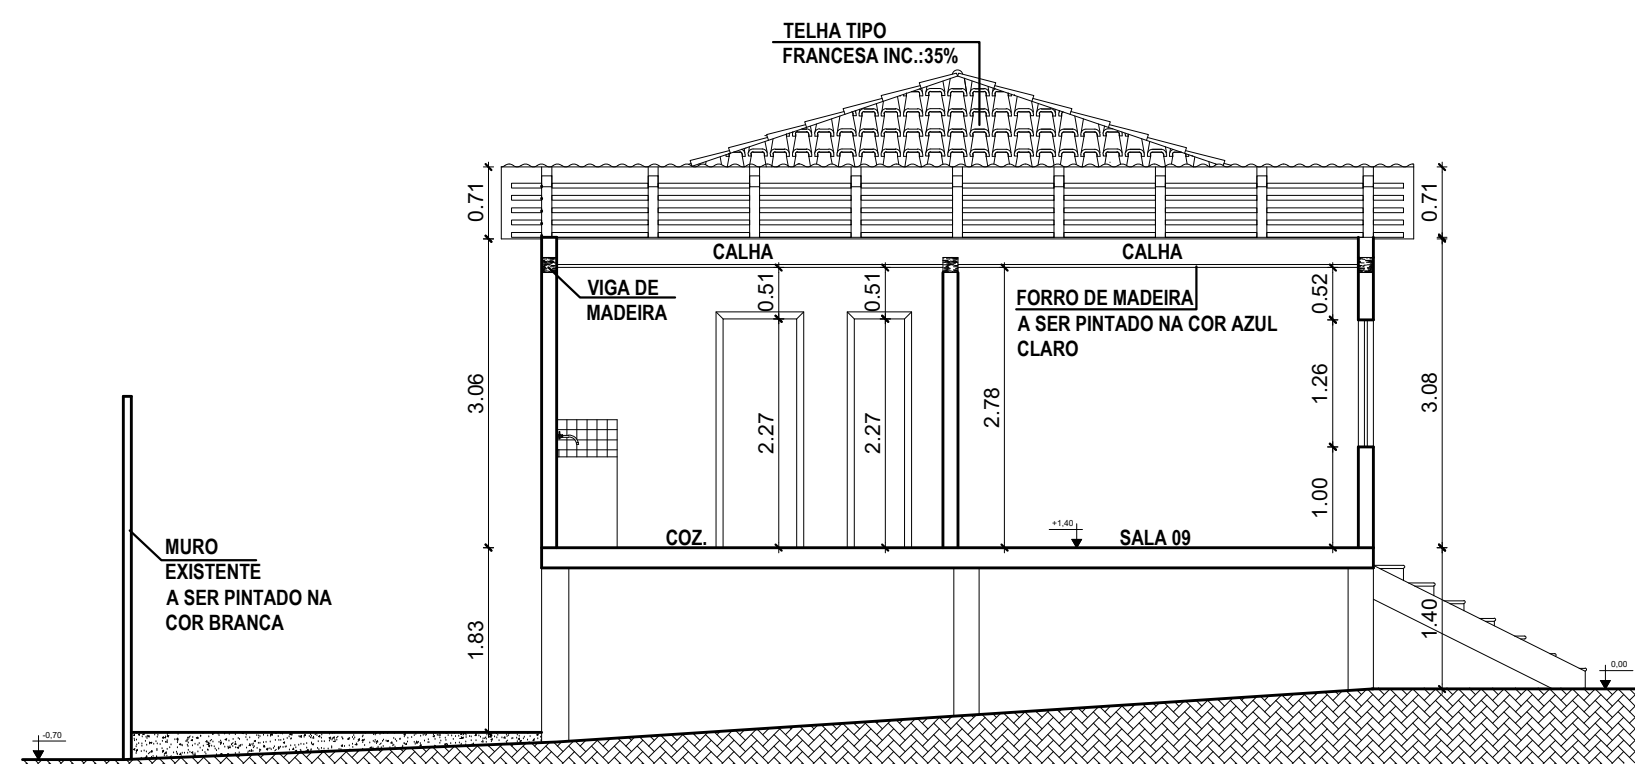 TELHA TIPO
FRANCESA INC.:35%
0.71
0.71
CALHA
CALHA
VIGA DE
MADEIRA
0.51
0.51
FORRO DE MADEIRA
A SER PINTADO NA COR AZUL
CLARO
0.52
3.06
2.27
2.27
2.78
1.26
3.08
1.00
COZ.
+1,40
SALA 09
MURO
EXISTENTE
A SER PINTADO NA
COR BRANCA
1.83
1.40
0,00
-0,70